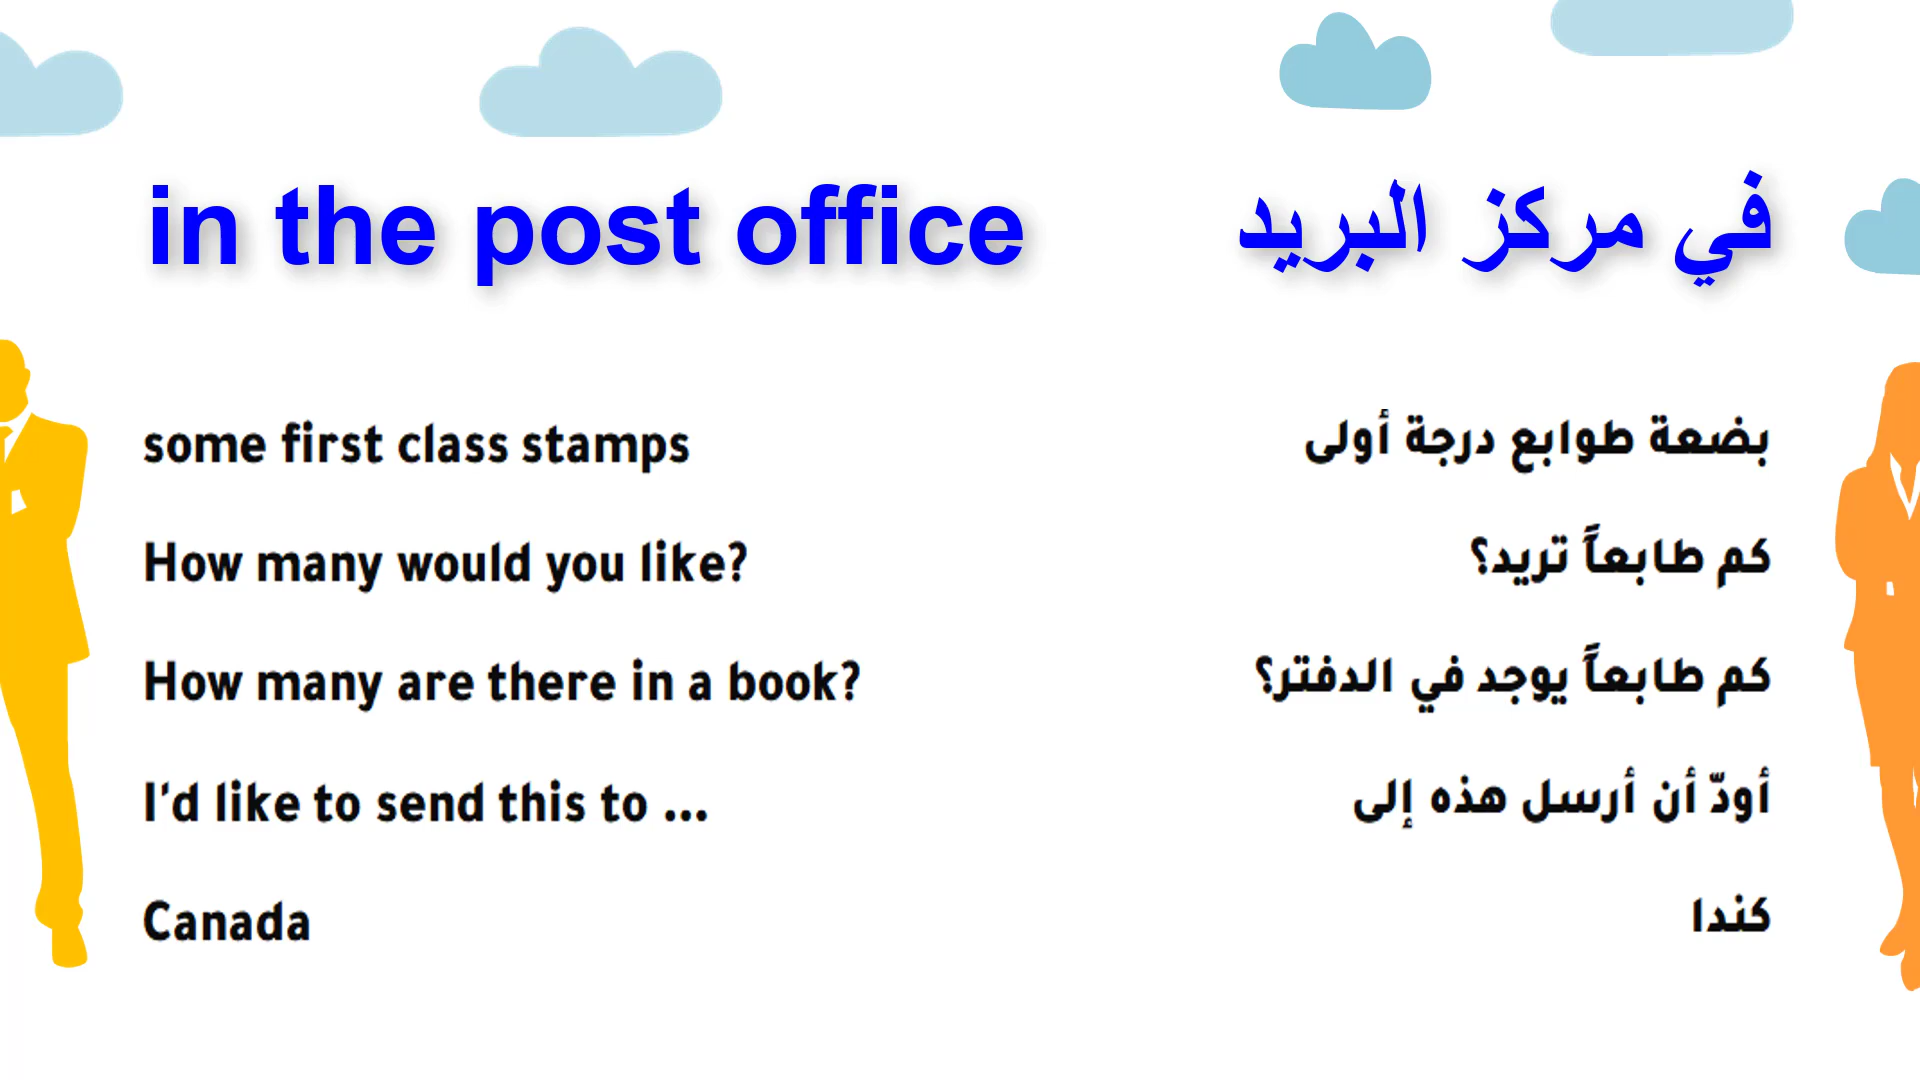 in the post office
في مركز البريد
some first class stamps
بضعة طوابع درجة أولى
How many would you like?
كم طابعاً تريد؟
How many are there in a book?
كم طابعاً يوجد في الدفتر؟
I'd like to send this to ...
أودّ أن أرسل هذه إلى
Canada
كندا